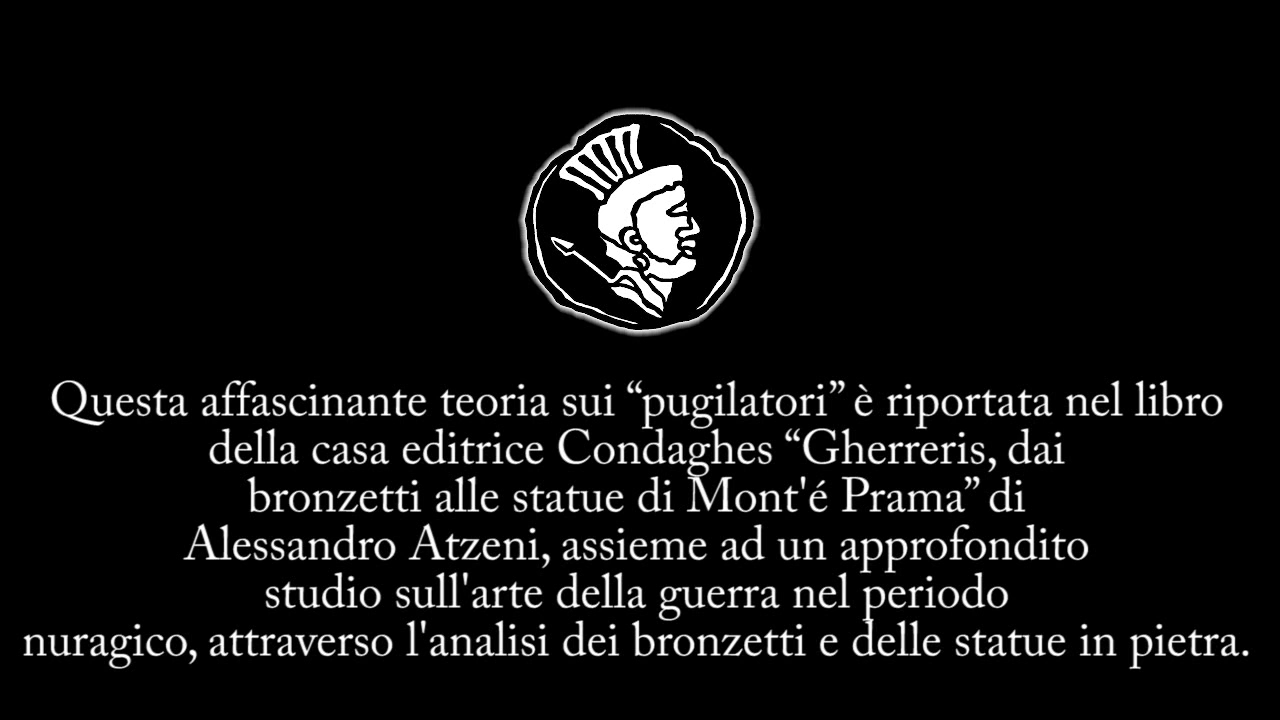 Questa affascinante teoria sui “pugilatori” è riportata nel libro
della casa editrice Condaghes “Gherreris, dai
bronzetti alle statue di Mont'é Prama” di
Alessandro Atzeni, assieme ad un approfondito
studio sull'arte della guerra nel periodo
nuragico, attraverso l'analisi dei bronzetti e delle statue in pietra.